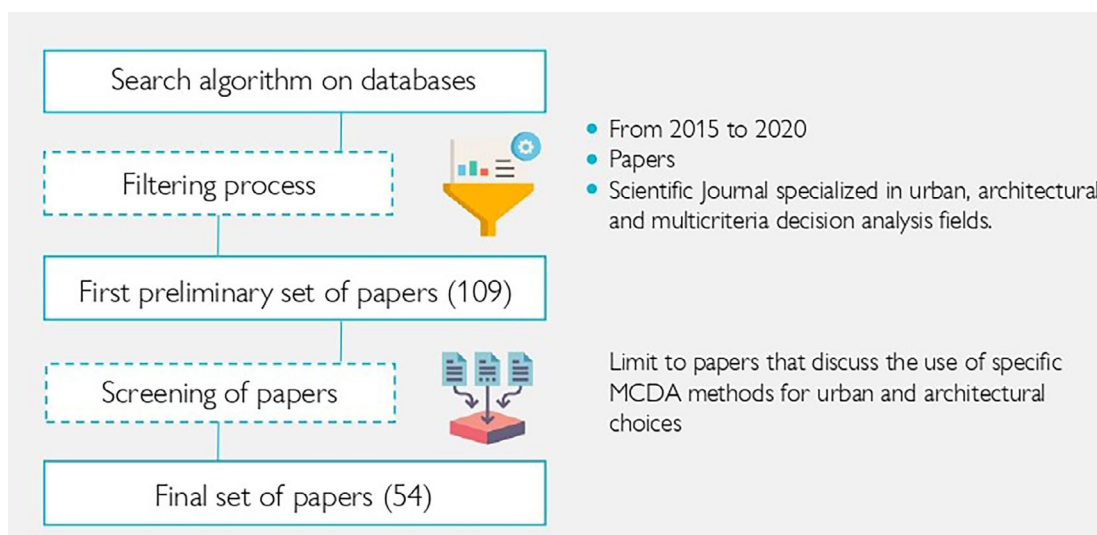 Search algorithm on databases
Filtering process
From 2015 to 2020
Papers
Scientific Journal specialized in urban, architectural
and multicriteria decision analysis fields.
First preliminary set of papers (109)
Screening of papers
Limit to papers that discuss the use of specific
MCDA methods for urban and architectural
choices
Final set of papers (54)